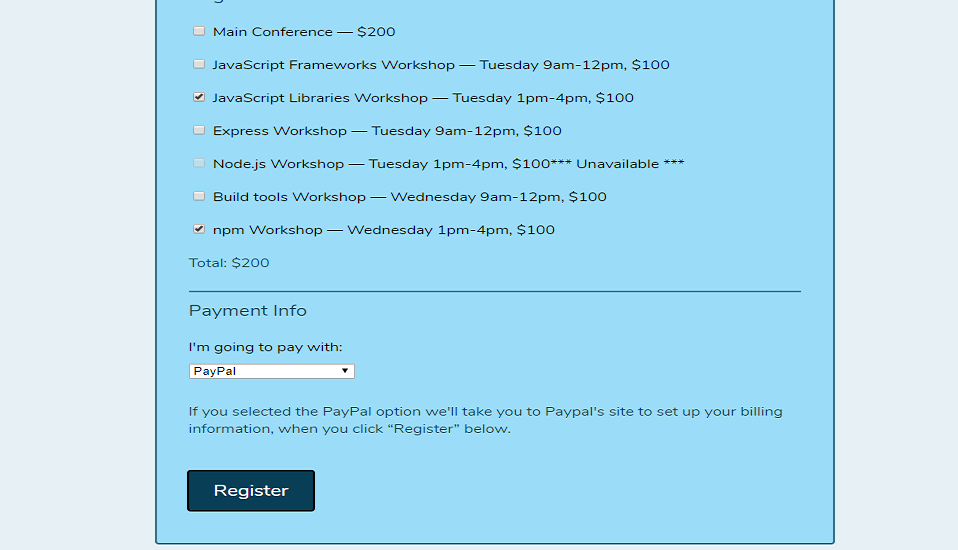 Main Conference — $200
JavaScript Frameworks Workshop — Tuesday 9am-12pm, $100
JavaScript Libraries Workshop — Tuesday 1pm-4pm, $100
Express Workshop — Tuesday 9am-12pm, $100
Node.js Workshop — Tuesday 1pm-4pm, $100*** Unavailable ***
Build tools Workshop — Wednesday 9am-12pm, $100
npm Workshop — Wednesday 1pm-4pm, $100
Total: $200
Payment Info
I'm going to pay with:
PayPal
If you selected the PayPal option we'll take you to Paypal's site to set up your billing
information, when you click “Register” below.
Register